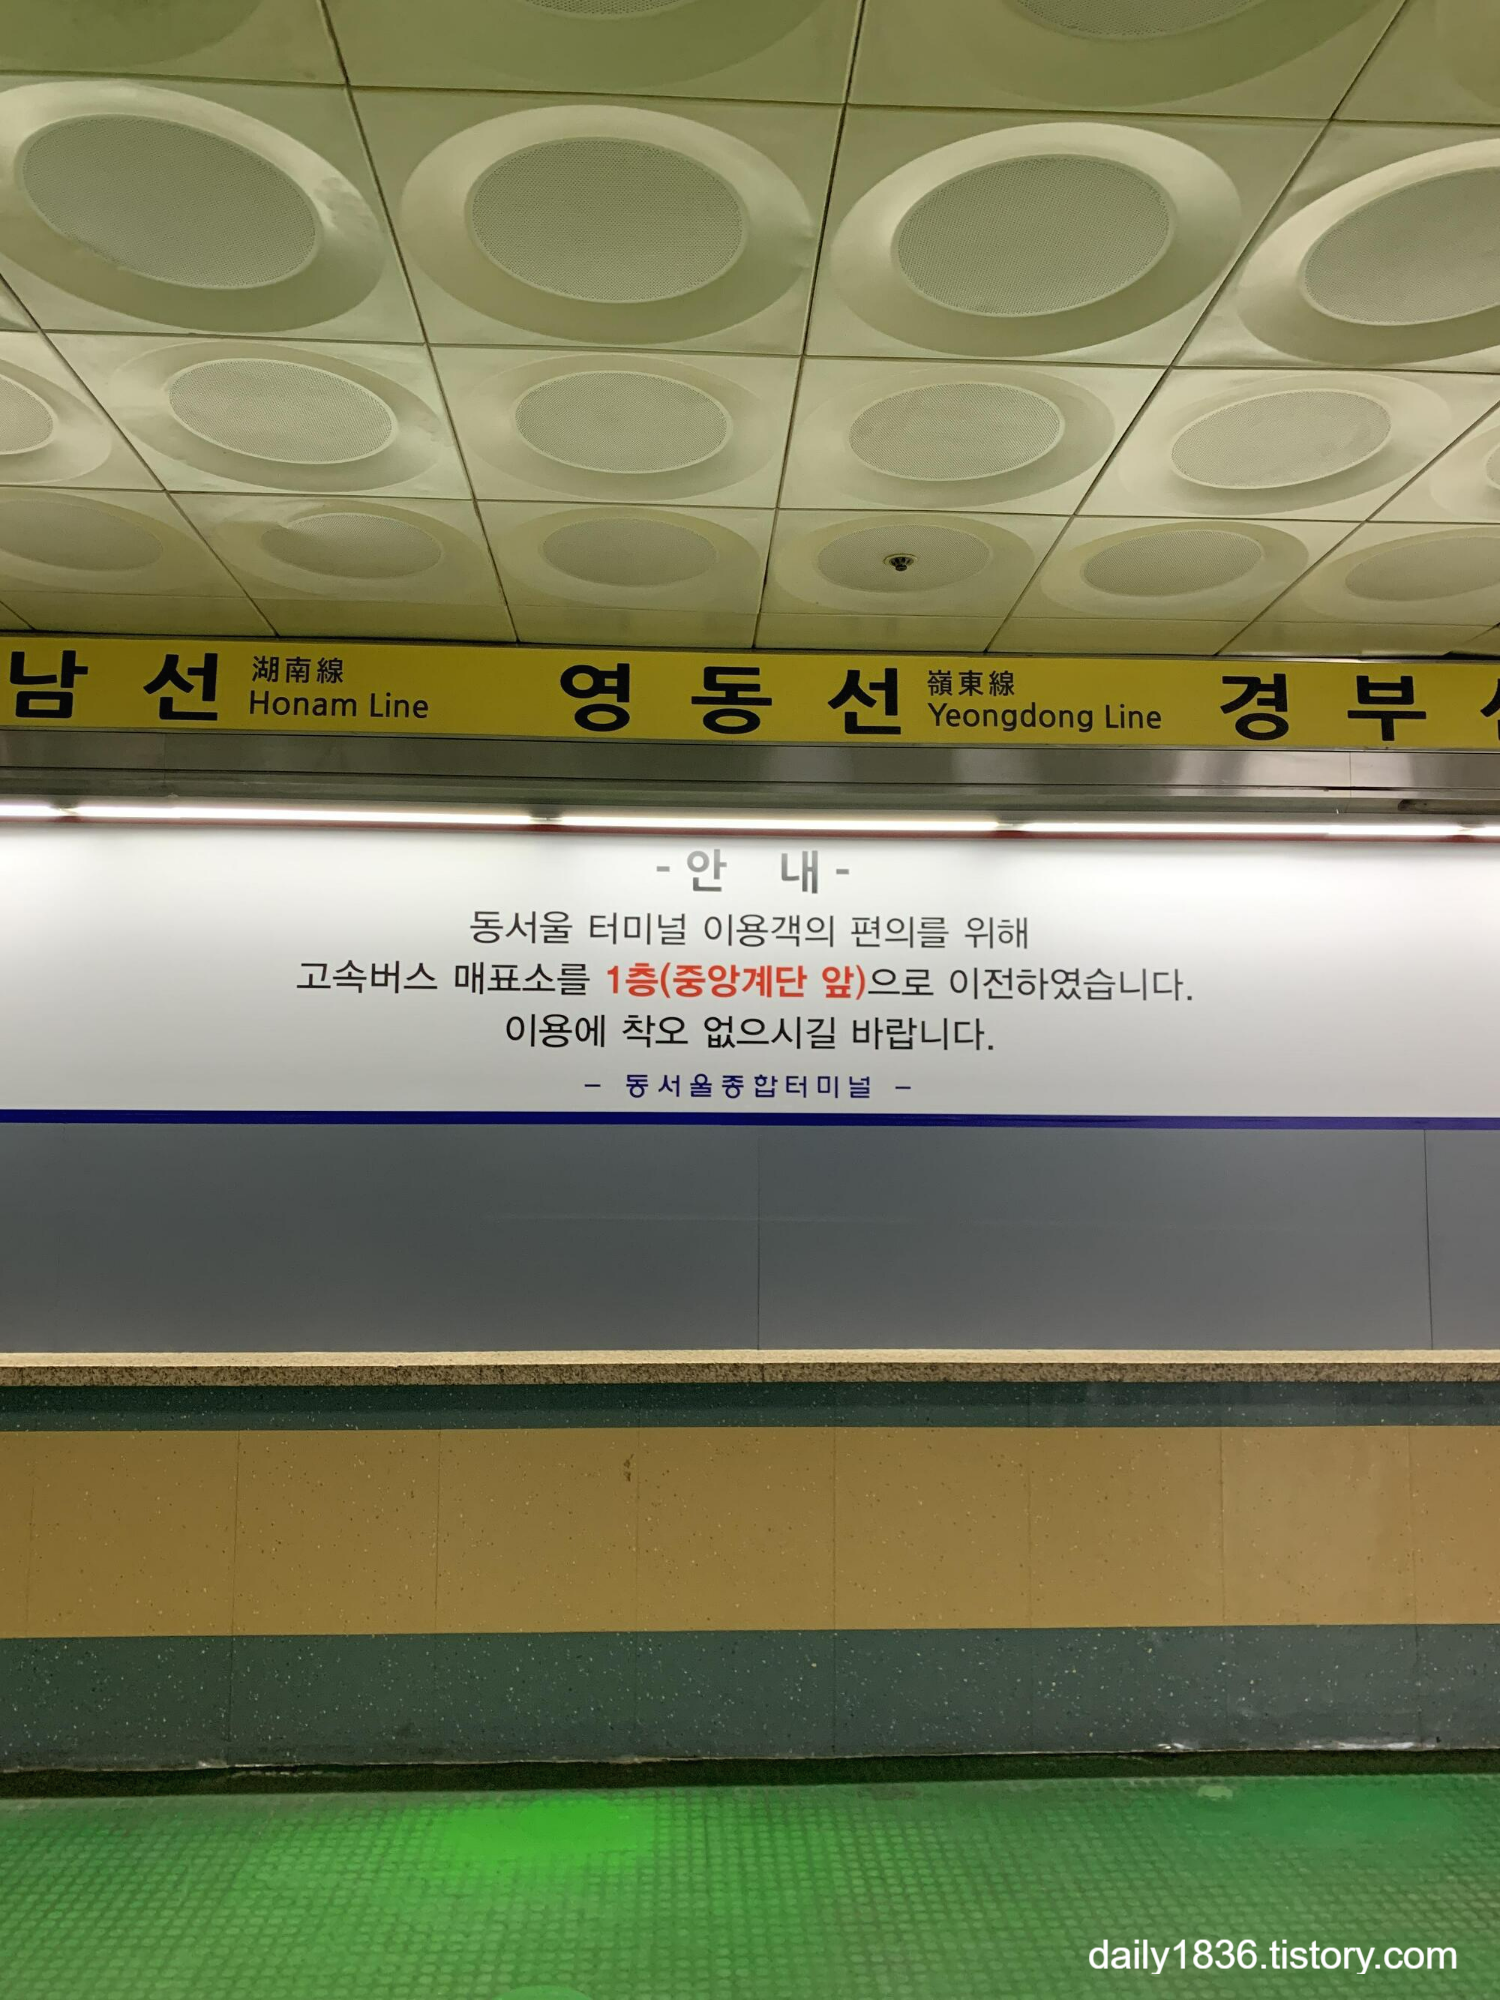 남 선 湖南線 Honam Line 영 동 선 嶺東線 Yeongdong Line 경 부
- 안 내 -
동서울 터미널 이용객의 편의를 위해
고속버스 매표소를 1층(중앙계단 앞)으로 이전하였습니다.
이용에 착오 없으시길 바랍니다.
– 동서울종합터미널 –
daily1836.tistory.com